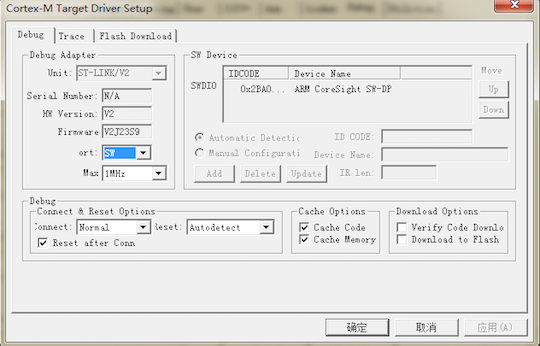 Cortex-M Target Driver Setup
Debug Trace Flash Download
Debug Adapter
Unit: ST-LINK/V2
Serial Number: N/A
HW Version: V2
Firmware V2J23S9
ort: SW
Max 1MHz
SW Device
IDCODE Device Name Move
SWDIO 0x2BA0... ARM CoreSight SW-DP Up
Down
Automatic Detectio ID CODE:
Manual Configurati Device Name:
Add Delete Update IR len:
Debug
Connect & Reset Options
onnect: Normal eset: Autodetect
Reset after Conn
Cache Options
Cache Code
Cache Memory
Download Options
Verify Code Downlo
Download to Flash
确定 取消 应用(A)